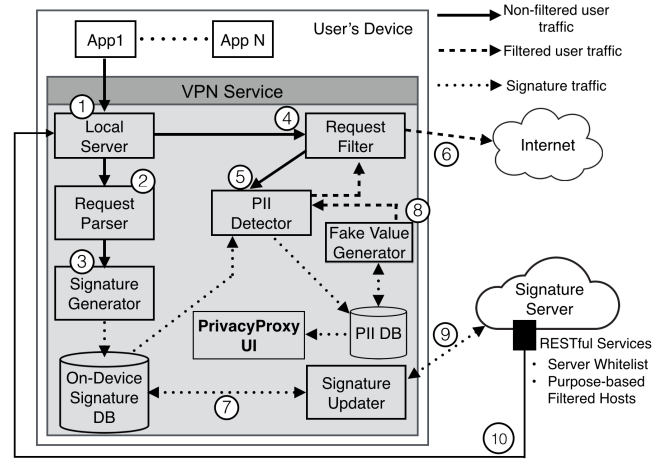 Non-filtered user
traffic
Filtered user traffic
Signature traffic
User's Device
App1
App N
VPN Service
1
Local
Server
4
Request
Filter
6
Internet
2
Request
Parser
5
PII
Detector
8
Fake Value
Generator
3
Signature
Generator
PrivacyProxy
UI
PII DB
9
Signature
Server
RESTful Services
• Server Whitelist
• Purpose-based
Filtered Hosts
On-Device
Signature
DB
7
Signature
Updater
10